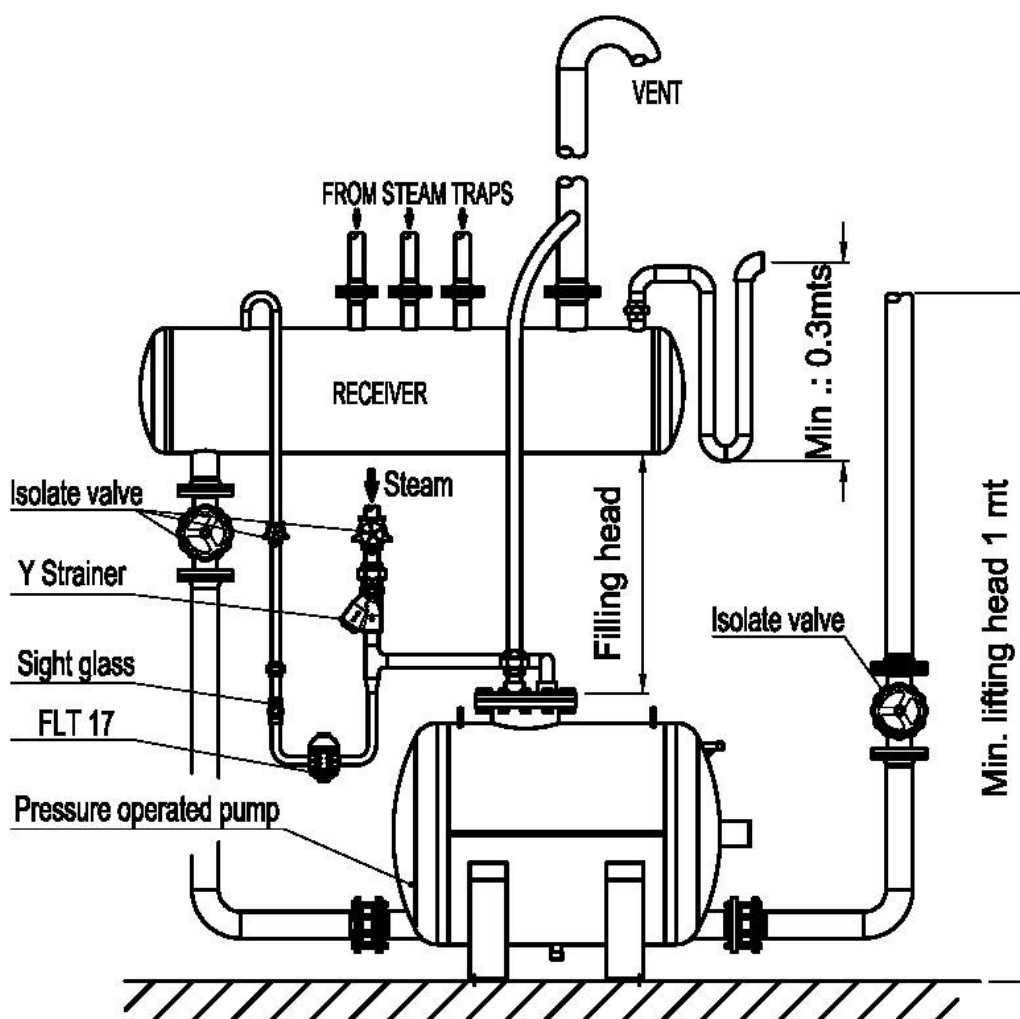 VENT
FROM STEAM TRAPS
Min .: 0.3mts
RECEIVER
Isolate valve
Steam
Y Strainer
Filling head
Isolate valve
Sight glass
FLT 17
Min. lifting head 1 mt
Pressure operated pump